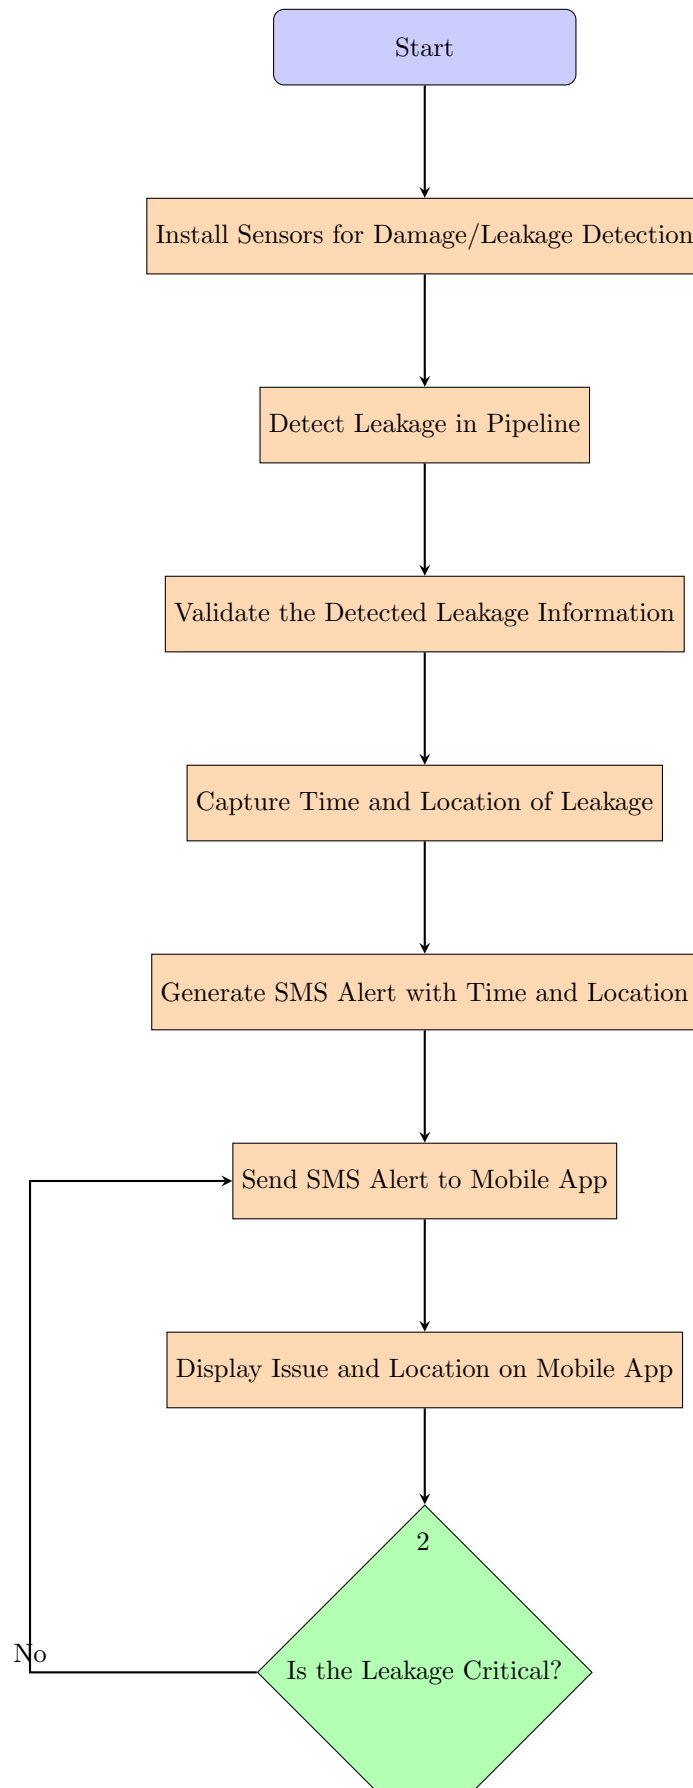 Start
Install Sensors for Damage/Leakage Detection
Detect Leakage in Pipeline
Validate the Detected Leakage Information
Capture Time and Location of Leakage
Generate SMS Alert with Time and Location
Send SMS Alert to Mobile App
Display Issue and Location on Mobile App
2
No
Is the Leakage Critical?